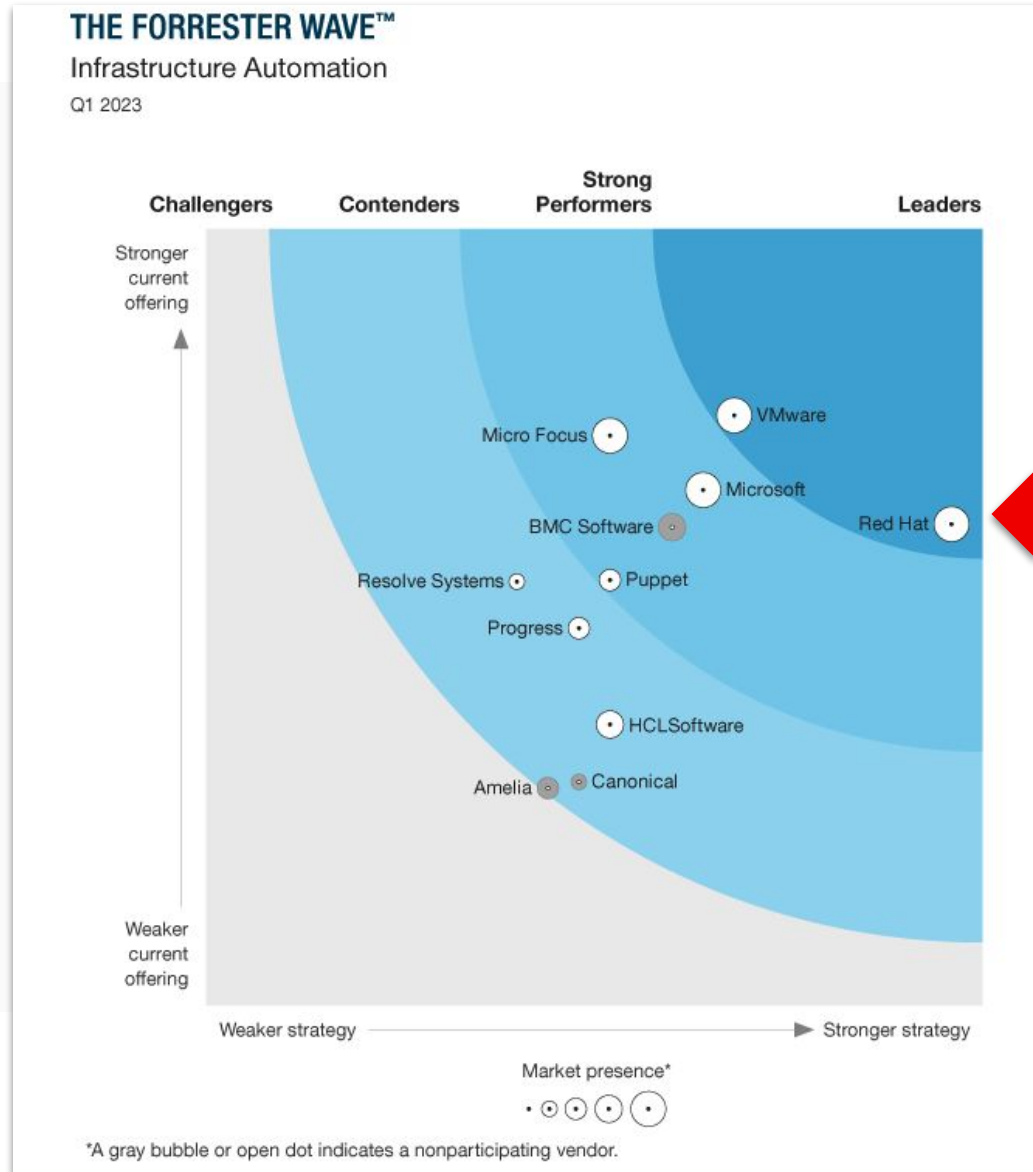 THE FORRESTER WAVE™
Infrastructure Automation
Q1 2023
Challengers
Contenders
Strong
Performers
Leaders
Stronger
current
offering
VMware
Micro Focus
Microsoft
BMC Software
Red Hat
Resolve Systems
Puppet
Progress
HCLSoftware
Amelia
Canonical
Weaker
current
offering
Weaker strategy
Stronger strategy
Market presence*
*A gray bubble or open dot indicates a nonparticipating vendor.